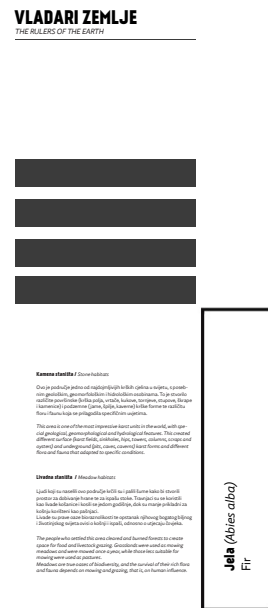 VLADARI ZEMLJE
THE RULERS OF THE EARTH
Kamena staništa / Stone habitats
Ovo je područje jedno od najdojmljivijih krških cjelina u svijetu, s poseb-
nim geološkim, geomorfološkim i hidrološkim osobinama. To je stvorilo
različite površinske (krška polja, vrtače, kukove, tornjeve, stupove, škrape
i kamenice) i podzemne (jame, špilje, kaverne) krške forme te različitu
floru i faunu koja se prilagodila specifičnim uvjetima.
This area is one of the most impressive karst units in the world, with spe-
cial geological, geomorphological and hydrological features. This created
different surface (karst fields, sinkholes, hips, towers, columns, scraps and
oysters) and underground (pits, caves, caverns) karst forms and different
flora and fauna that adapted to specific conditions.
Livadna staništa / Meadow habitats
Ljudi koji su naselili ovo područje krčili su i palili šume kako bi stvorili
prostor za dobivanje hrane te za ispašu stoke. Travnjaci su se koristili
kao livade košanice i kosili se jedom godišnje, dok su manje prikladni za
košnju korišteni kao pašnjaci.
Livade su prave oaze bioraznolikosti te opstanak njihovog bogatog biljnog
i životinjskog svijeta ovisi o košnji i ispaši, odnosno o utjecaju čovjeka.
The people who settled this area cleared and burned forests to create
space for food and livestock grazing. Grasslands were used as mowing
meadows and were mowed once a year, while those less suitable for
mowing were used as pastures.
Meadows are true oases of biodiversity, and the survival of their rich flora
and fauna depends on mowing and grazing, that is, on human influence.
Jela (Abies alba)
Fir